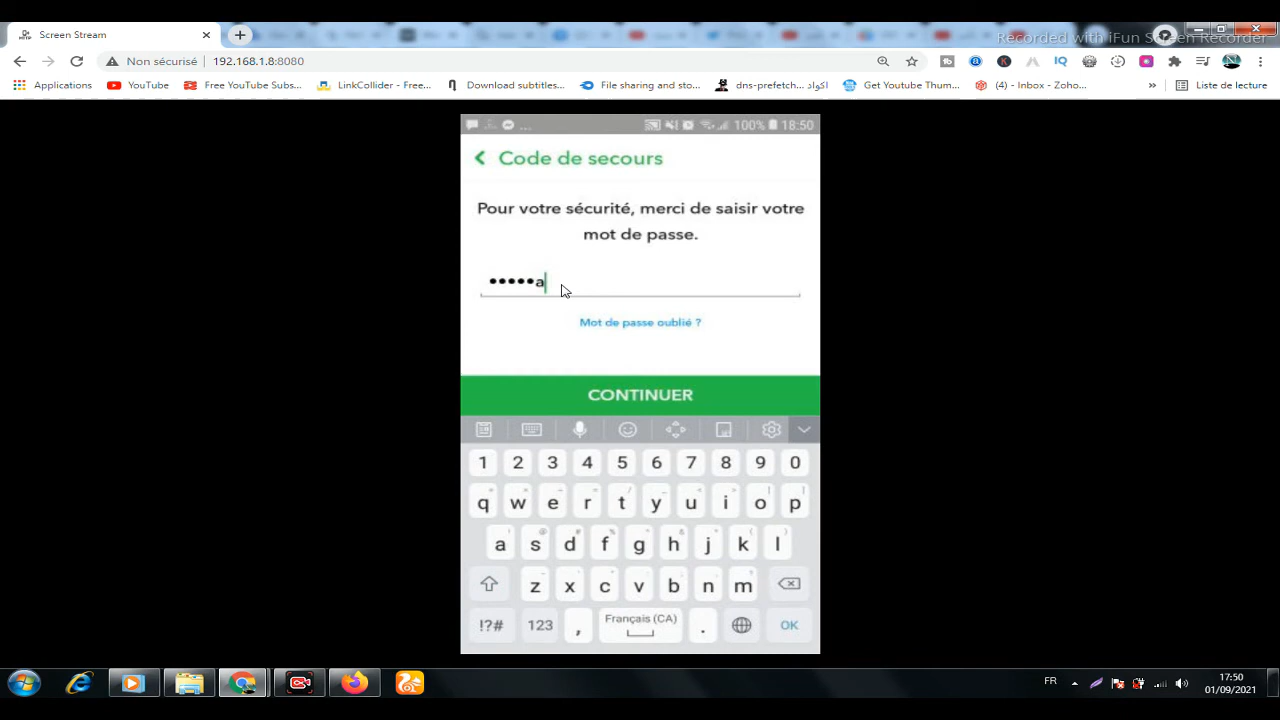 Screen Stream
Recorded with iFun Screen Recorder
Non sécurisé 192.168.1.8:8080
Applications YouTube Free YouTube Subs... LinkCollider - Free... Download subtitles... File sharing and sto... dns-prefetch... اكواد Get Youtube Thum... (4) - Inbox - Zoho... » Liste de lecture
... 100% 18:50
Code de secours
Pour votre sécurité, merci de saisir votre
mot de passe.
•••••a
Mot de passe oublié ?
CONTINUER
1 2 3 4 5 6 7 8 9 0
q w e r t y u i o p
a s d f g h j k l
z x c v b n m
!?# 123 , Français (CA) . OK
FR 17:50
01/09/2021